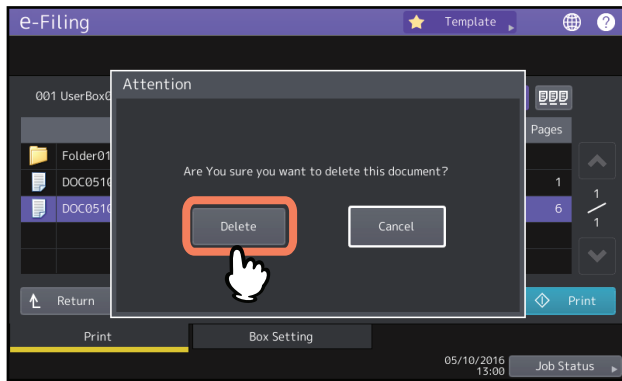 e-Filing
Template
?
Attention
001 UserBox0
Pages
Folder01
Are You sure you want to delete this document?
DOC0510
1
1
DOC0510
6
1
Delete
Cancel
Return
Print
Print
Box Setting
05/10/2016
13:00
Job Status